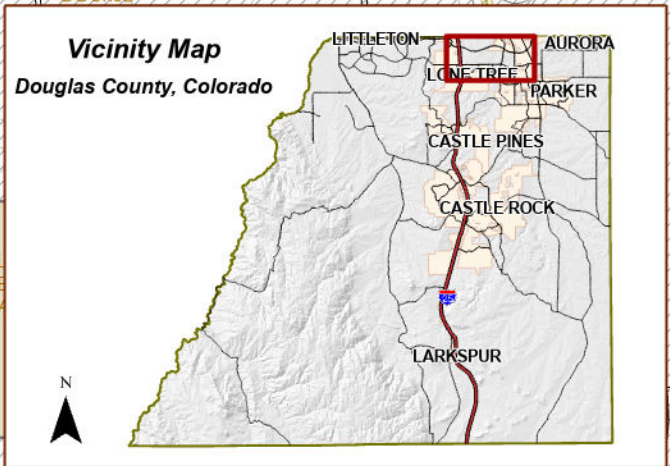 Vicinity Map
Douglas County, Colorado
LITTLETON
AURORA
LONE TREE
PARKER
CASTLE PINES
CASTLE ROCK
25
LARKSPUR
N